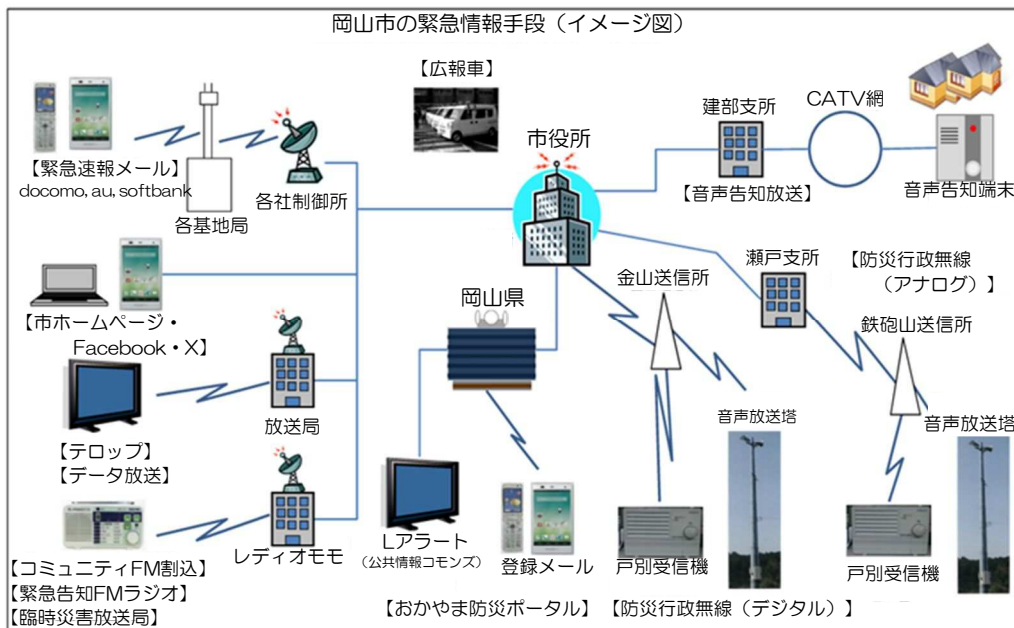 岡山市の緊急情報手段（イメージ図）
【広報車】
【緊急速報メール】
docomo, au, softbank
各基地局
各社制御所
市役所
建部支所
【音声告知放送】
CATV網
音声告知端末
【市ホームページ・
Facebook・X】
岡山県
金山送信所
瀬戸支所
【防災行政無線
（アナログ）】
鉄砲山送信所
放送局
【テロップ】
【データ放送】
音声放送塔
音声放送塔
レディオモモ
【コミュニティFM割込】
【緊急告知FMラジオ】
【臨時災害放送局】
Lアラート
（公共情報コモンズ）
登録メール
戸別受信機
戸別受信機
【おかやま防災ポータル】
【防災行政無線（デジタル）】